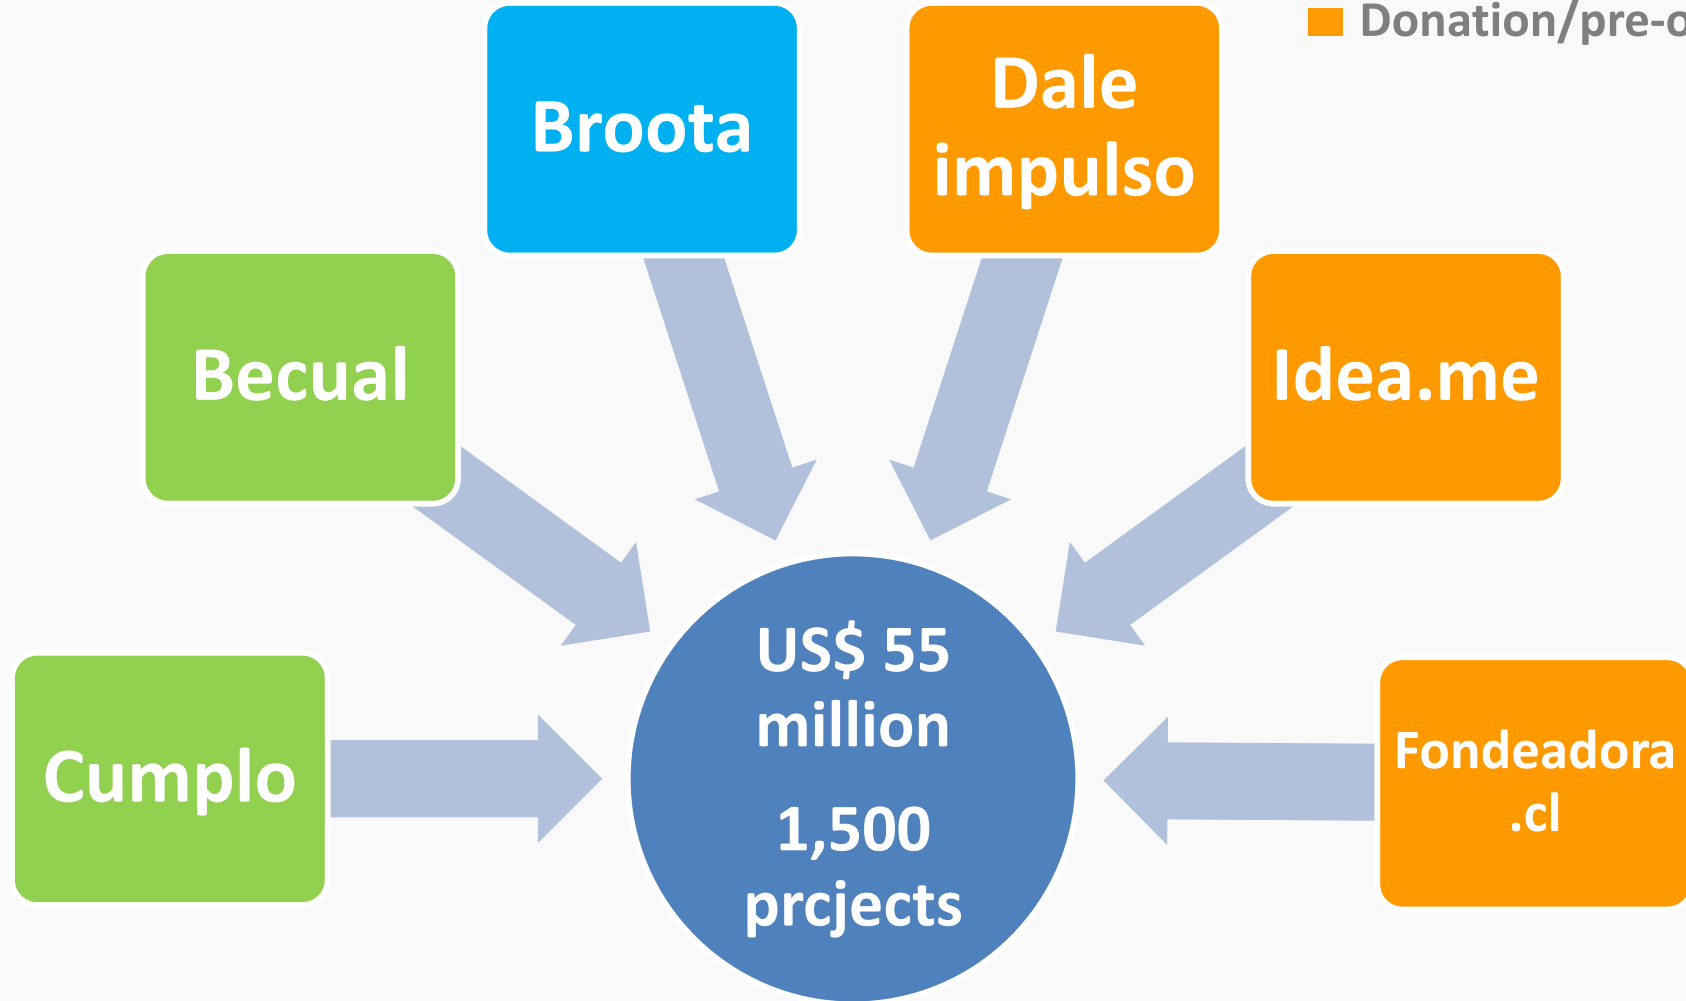 Donation/pre-o
Broota
Dale
impulso
Becual
Idea.me
Cumplo
US$ 55
million
1,500
prcjects
Fondeadora
.cl